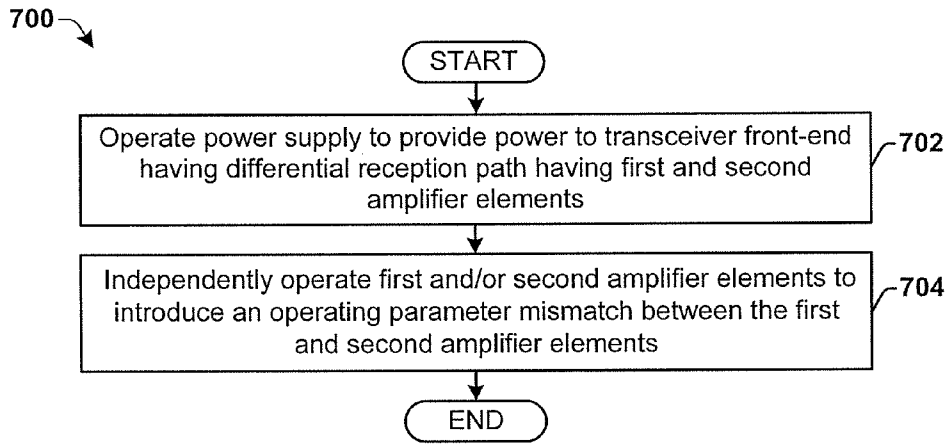 700
START
Operate power supply to provide power to transceiver front-end
having differential reception path having first and second
amplifier elements
702
Independently operate first and/or second amplifier elements to
introduce an operating parameter mismatch between the first
and second amplifier elements
704
END